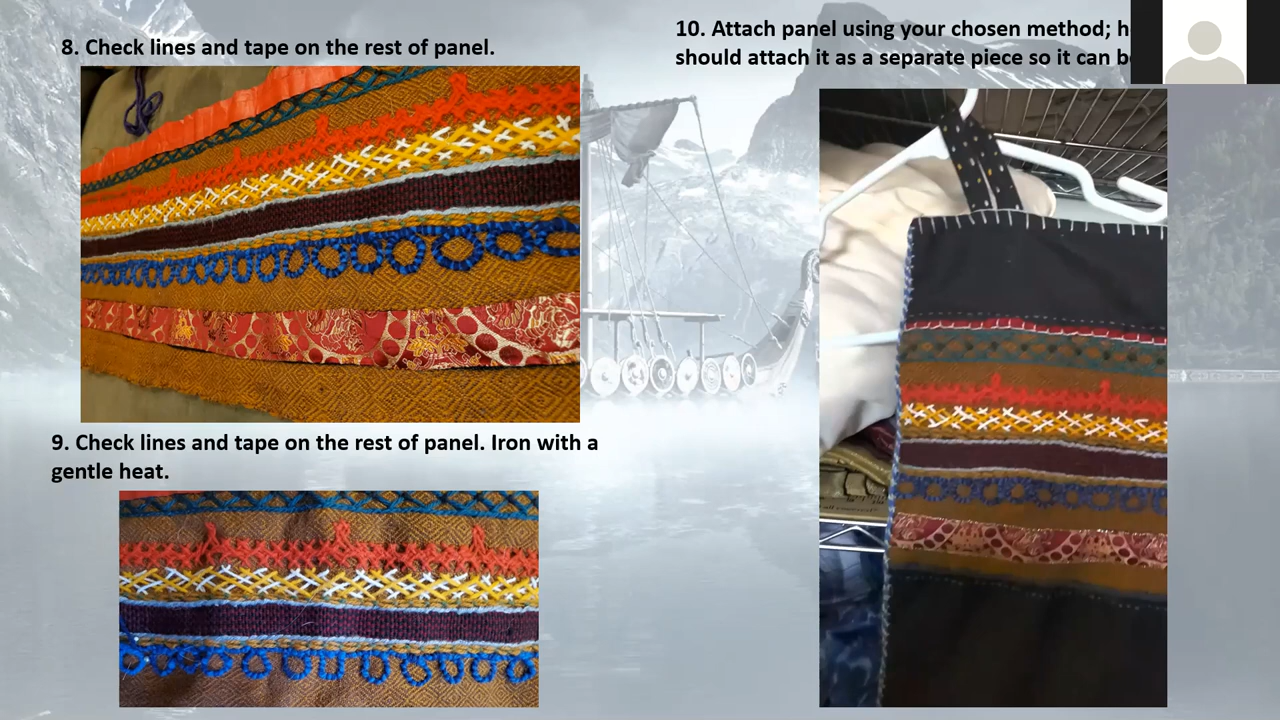 8. Check lines and tape on the rest of panel.
9. Check lines and tape on the rest of panel. Iron with a
gentle heat.
10. Attach panel using your chosen method;
should attach it as a separate piece so it can